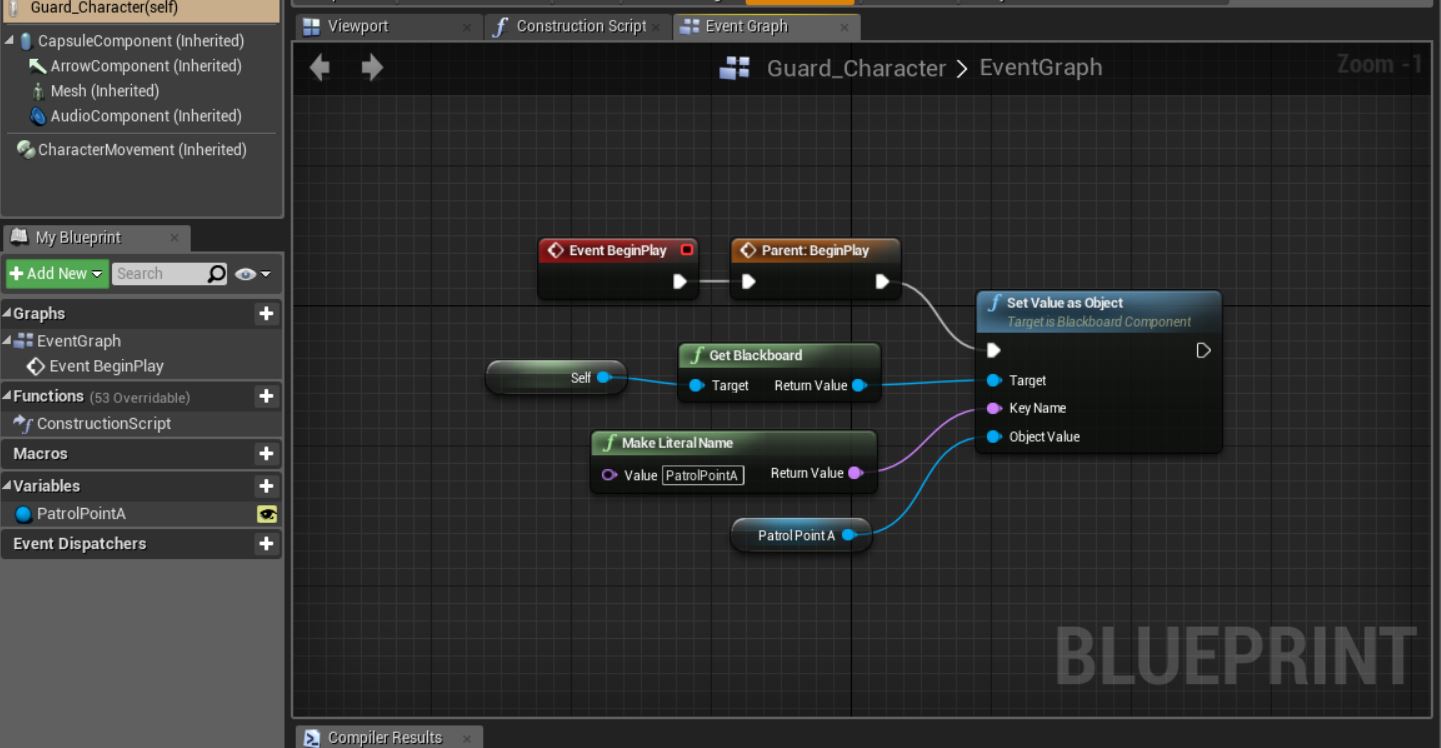 Guard_Character(self)
CapsuleComponent (Inherited)
ArrowComponent (Inherited)
Mesh (Inherited)
AudioComponent (Inherited)
CharacterMovement (Inherited)
My Blueprint
Add New
Search
Graphs
EventGraph
Event BeginPlay
Functions (53 Overridable)
ConstructionScript
Macros
Variables
PatrolPointA
Event Dispatchers
Viewport
Construction Script
Event Graph
Guard_Character > EventGraph
Zoom -1
Event BeginPlay
Parent: BeginPlay
Set Value as Object
Target is Blackboard Component
Self
Get Blackboard
Target Return Value
Target
Key Name
Object Value
Make Literal Name
Value PatrolPointA Return Value
Patrol Point A
BLUEPRINT
Compiler Results